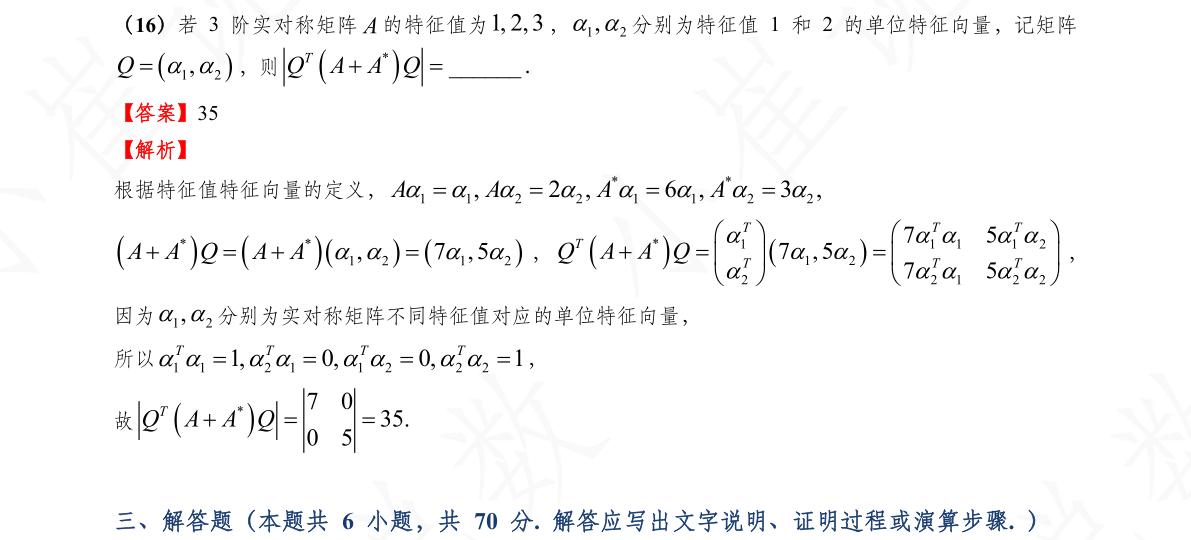 （16）若 3 阶实对称矩阵 A 的特征值为 1, 2, 3 ，α₁, α₂ 分别为特征值 1 和 2 的单位特征向量，记矩阵
Q = (α₁, α₂) ，则 |Qᵀ(A + A*)Q| = ______ .
【答案】35
【解析】
根据特征值特征向量的定义，Aα₁ = α₁, Aα₂ = 2α₂, A*α₁ = 6α₁, A*α₂ = 3α₂,
(A + A*)Q = (A + A*)(α₁, α₂) = (7α₁, 5α₂) ，Qᵀ(A + A*)Q = (α₁ᵀ; α₂ᵀ)(7α₁, 5α₂) = (7α₁ᵀα₁ 5α₁ᵀα₂; 7α₂ᵀα₁ 5α₂ᵀα₂) ，
因为 α₁, α₂ 分别为实对称矩阵不同特征值对应的单位特征向量，
所以 α₁ᵀα₁ = 1, α₂ᵀα₁ = 0, α₁ᵀα₂ = 0, α₂ᵀα₂ = 1 ，
故 |Qᵀ(A + A*)Q| = |7 0; 0 5| = 35.
三、解答题（本题共 6 小题，共 70 分. 解答应写出文字说明、证明过程或演算步骤. ）